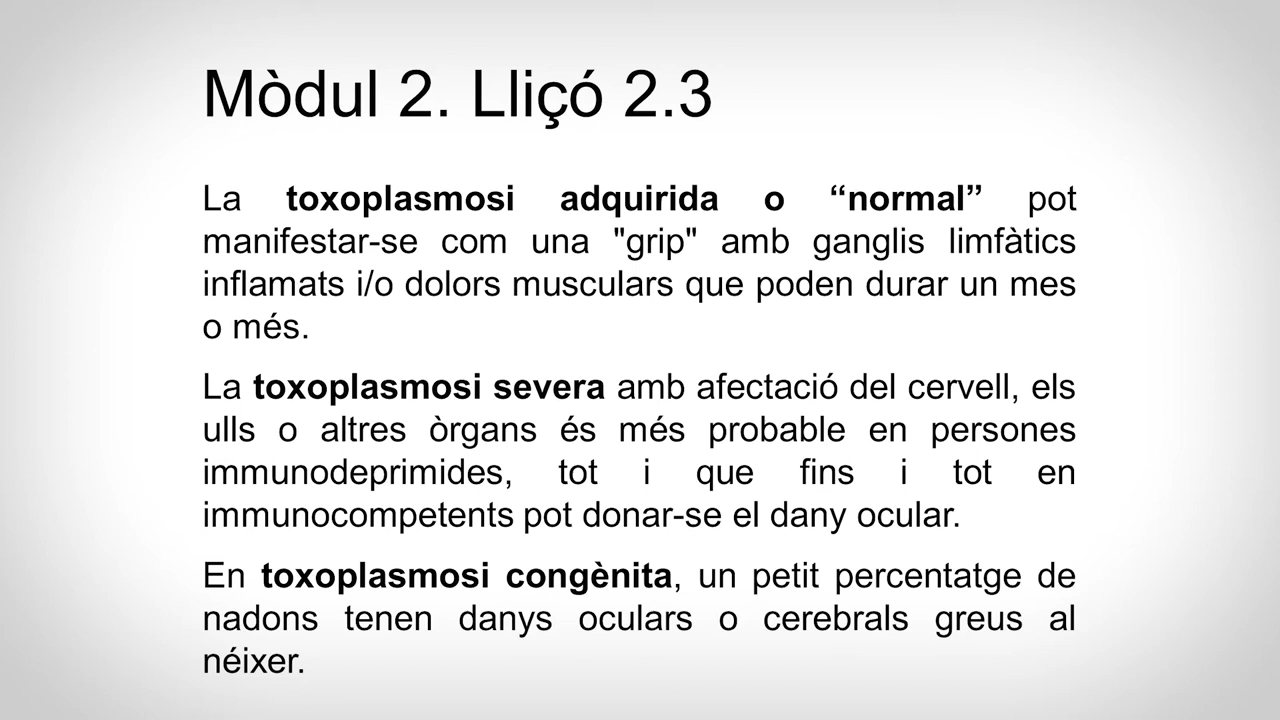 Mòdul 2. Lliçó 2.3
La toxoplasmosi adquirida o “normal” pot
manifestar-se com una "grip" amb ganglis limfàtics
inflamats i/o dolors musculars que poden durar un mes
o més.
La toxoplasmosi severa amb afectació del cervell, els
ulls o altres òrgans és més probable en persones
immunodeprimides, tot i que fins i tot en
immunocompetents pot donar-se el dany ocular.
En toxoplasmosi congènita, un petit percentatge de
nadons tenen danys oculars o cerebrals greus al
néixer.